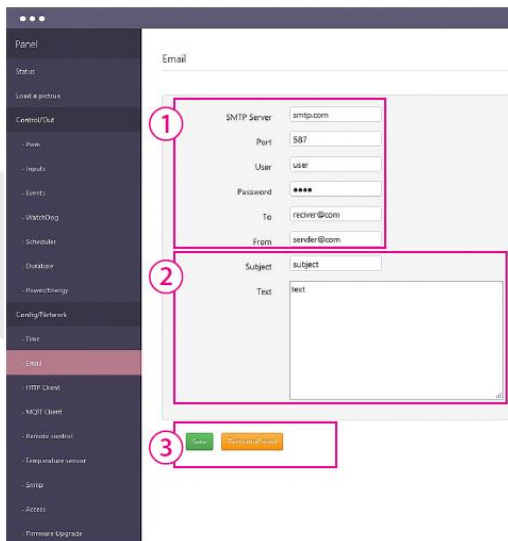 Panel
Status
Load a pictrue
Control/Out
- Pwm
- Inputs
- Events
- WatchDog
- Scheduler
- Power/Energy
Config/Network
- Time
- Email
- HTTP Client
- MQTT Client
- Remote control
- Temperature sensor
- Snmp
- Access
- Firmware Upgrade
Email
1
SMTP Server smtp.com
Port 587
User user
Password ●●●●
To reciver@com
From sender@com
2
Subject subject
Text text
3
Save